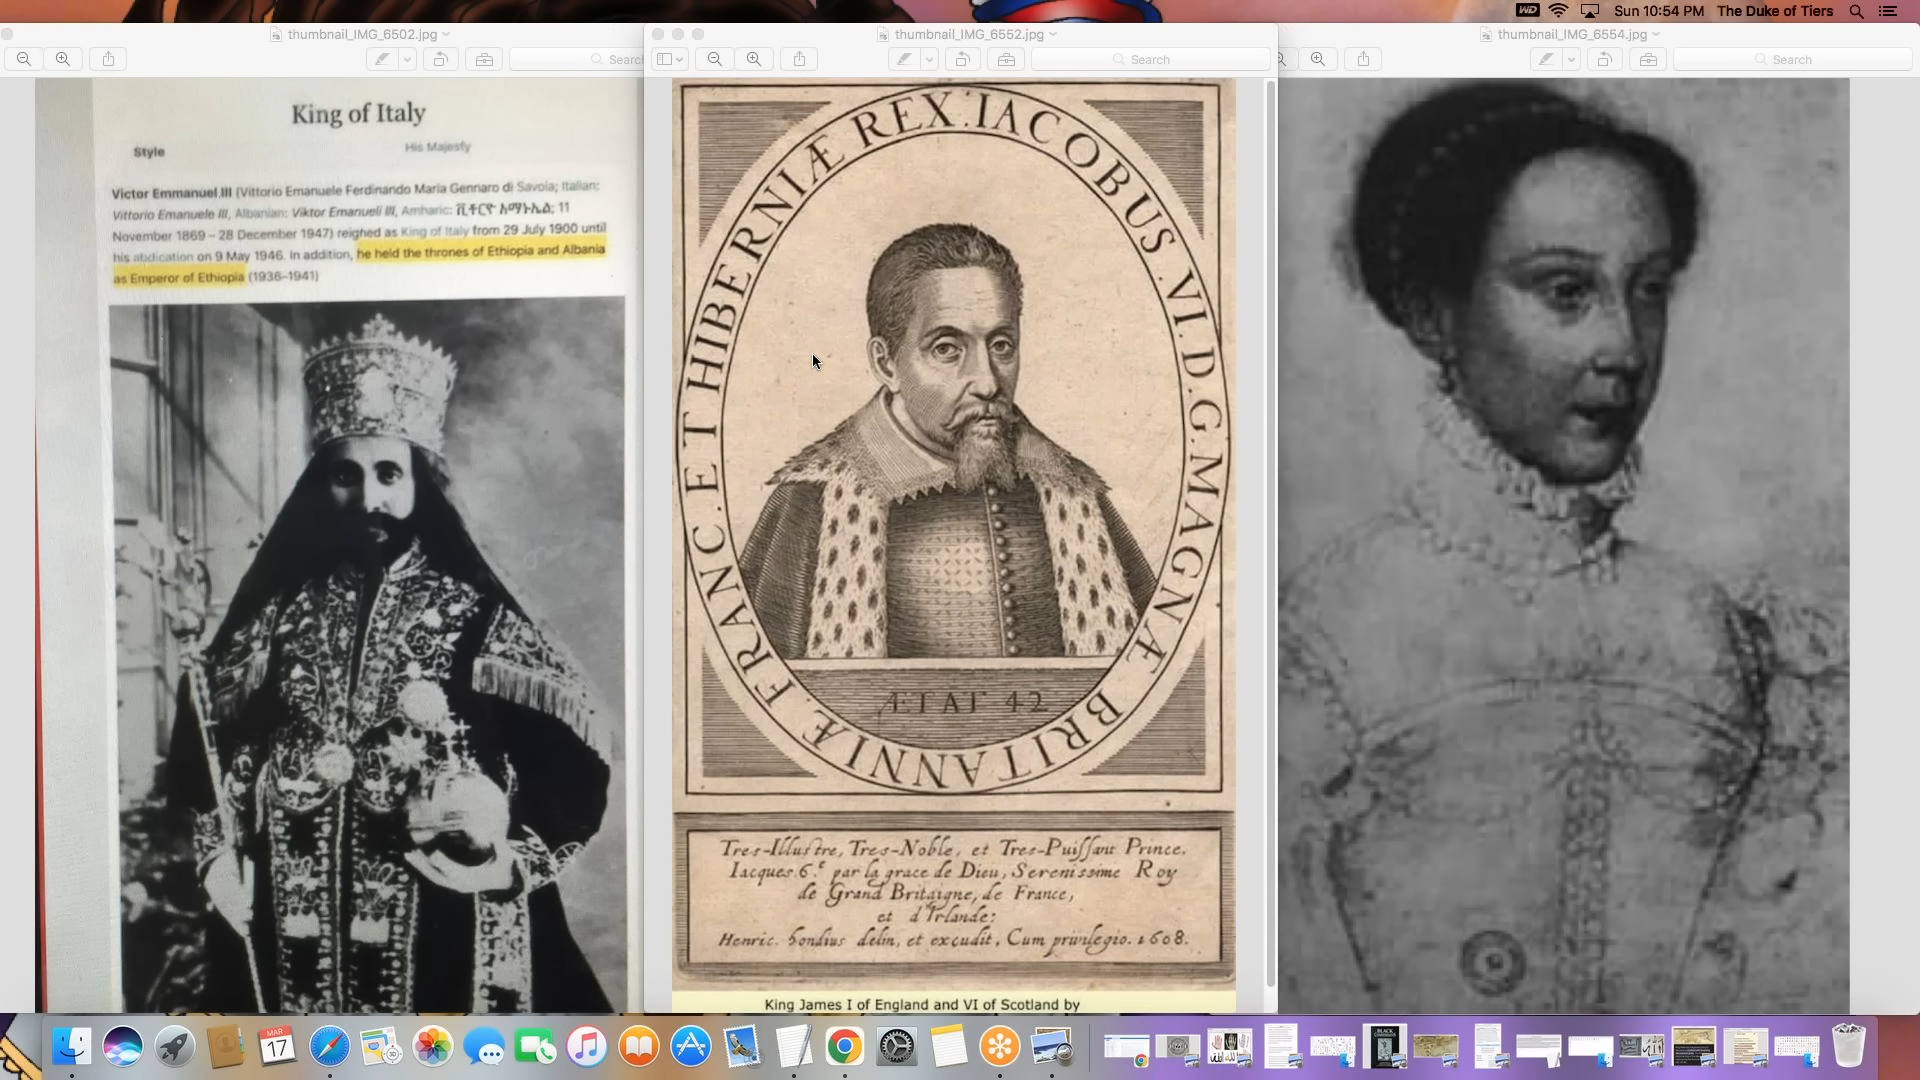 WD
Sun 10:54 PM
The Duke of Tiers
thumbnail_IMG_6502.jpg
Search
King of Italy
Style
His Majesty
Victor Emmanuel III (Vittorio Emanuele Ferdinando Maria Gennaro di Savoia; Italian:
Vittorio Emanuele III, Albanian: Viktor Emanueli III, Amharic: ቪቶርዮ አማኑኤል; 11
November 1869 – 28 December 1947) reighed as King of Italy from 29 July 1900 until
his abdication on 9 May 1946. In addition, he held the thrones of Ethiopia and Albania
as Emperor of Ethiopia (1936–1941)
thumbnail_IMG_6552.jpg
Search
IACOBUS. VI. D.G. MAGNÆ BRITANNIÆ. FRANC. ET HIBERNIÆ REX.
ÆTAT 42
Tres-Illustre, Tres-Noble, et Tres-Puissant Prince,
Iacques 6.e par la grace de Dieu, Serenissime Roy
de Grand Britaigne, de France,
et d'Irlande:
Henric. hondius delin, et excudit, Cum privilegio. 1608.
King James I of England and VI of Scotland by
thumbnail_IMG_6554.jpg
Search
MAR
17
BLACK